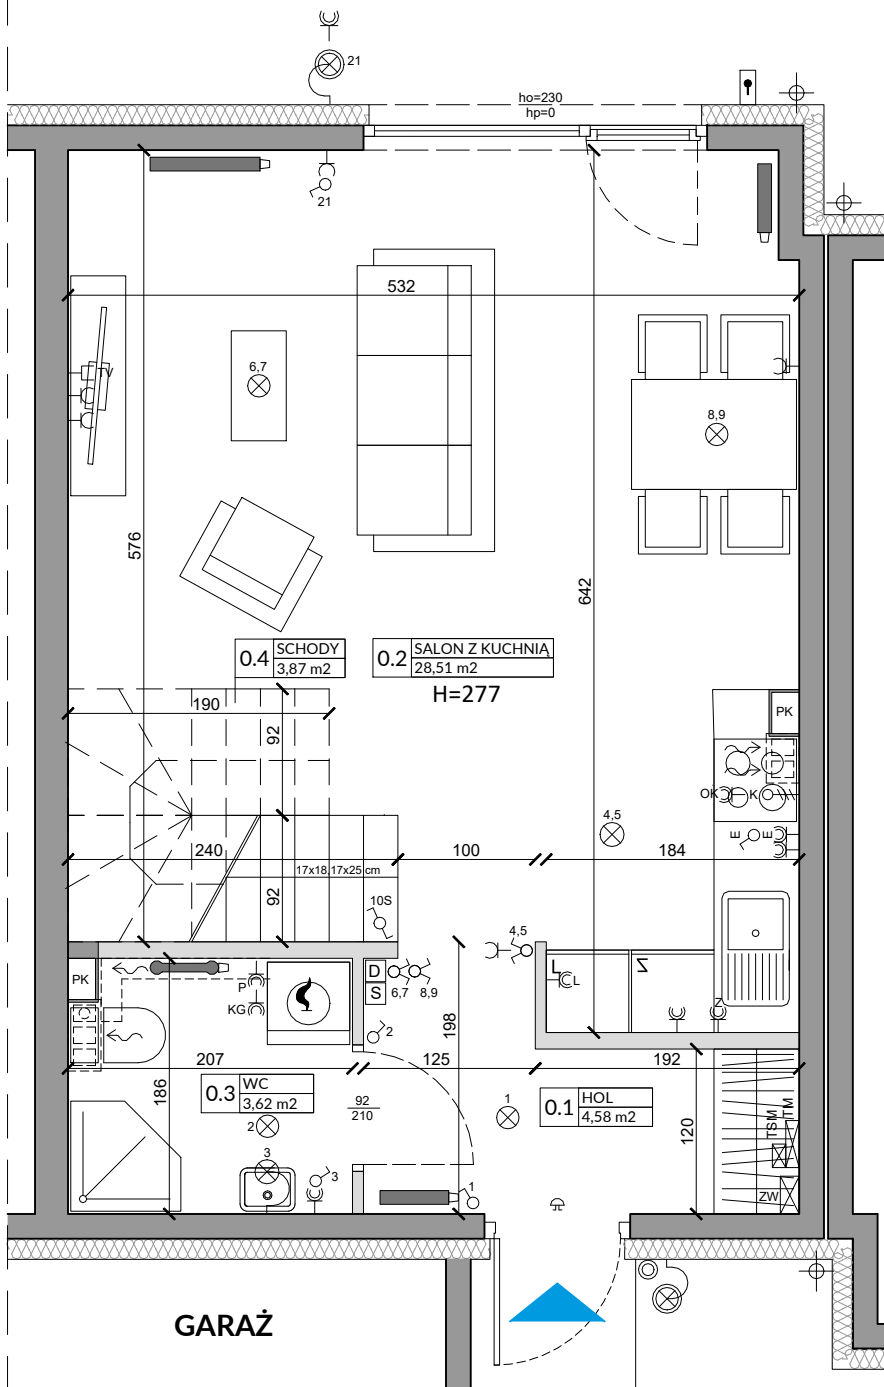 21
ho=230
hp=0
21
532
6,7
TV
8,9
576
642
0.4 SCHODY
3,87 m2
0.2 SALON Z KUCHNIĄ
28,51 m2
H=277
190
92
PK
OK
K
4,5
E
E
240
100
184
17x18,17x25 cm
92
10S
4,5
D
S
6,7
8,9
PK
P
KG
L
L
Z
Z
2
198
207
125
192
186
0.3 WC
3,62 m2
92
210
1
0.1 HOL
4,58 m2
120
TSM
TM
2
3
3
1
ZW
GARAŻ